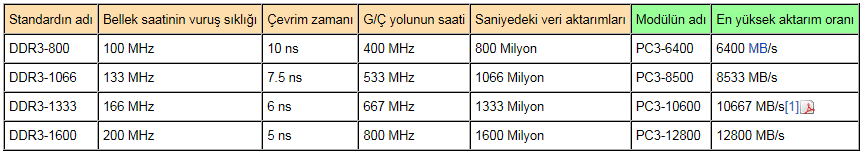 Standardın adı Bellek saatinin vuruş sıklığı Çevrim zamanı G/Ç yolunun saati Saniyedeki veri aktarımları Modülün adı En yüksek aktarım oranı
DDR3-800 100 MHz 10 ns 400 MHz 800 Milyon PC3-6400 6400 MB/s
DDR3-1066 133 MHz 7.5 ns 533 MHz 1066 Milyon PC3-8500 8533 MB/s
DDR3-1333 166 MHz 6 ns 667 MHz 1333 Milyon PC3-10600 10667 MB/s[1]
DDR3-1600 200 MHz 5 ns 800 MHz 1600 Milyon PC3-12800 12800 MB/s